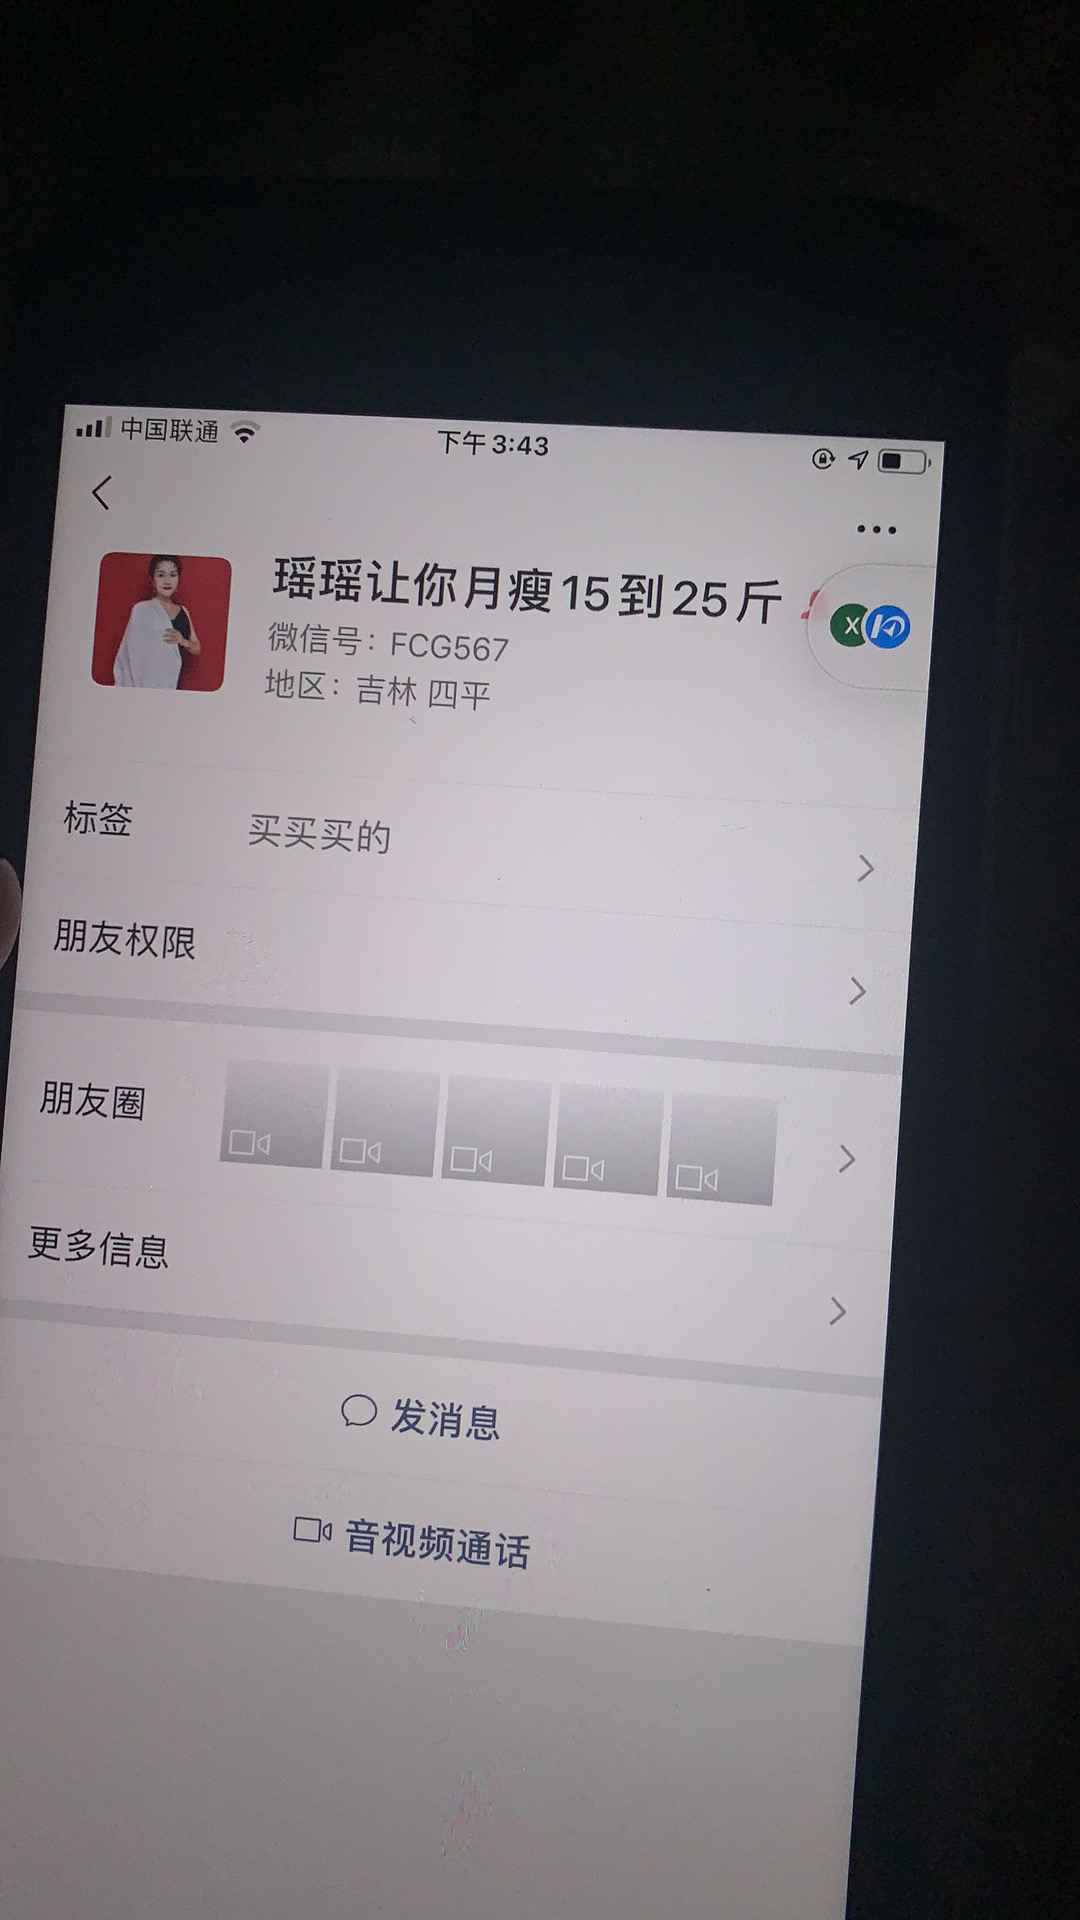 中国联通
下午3:43
瑶瑶让你月瘦15到25斤
X
微信号：FCG567
地区：吉林 四平
标签 买买买的
朋友权限
朋友圈
更多信息
发消息
音视频通话